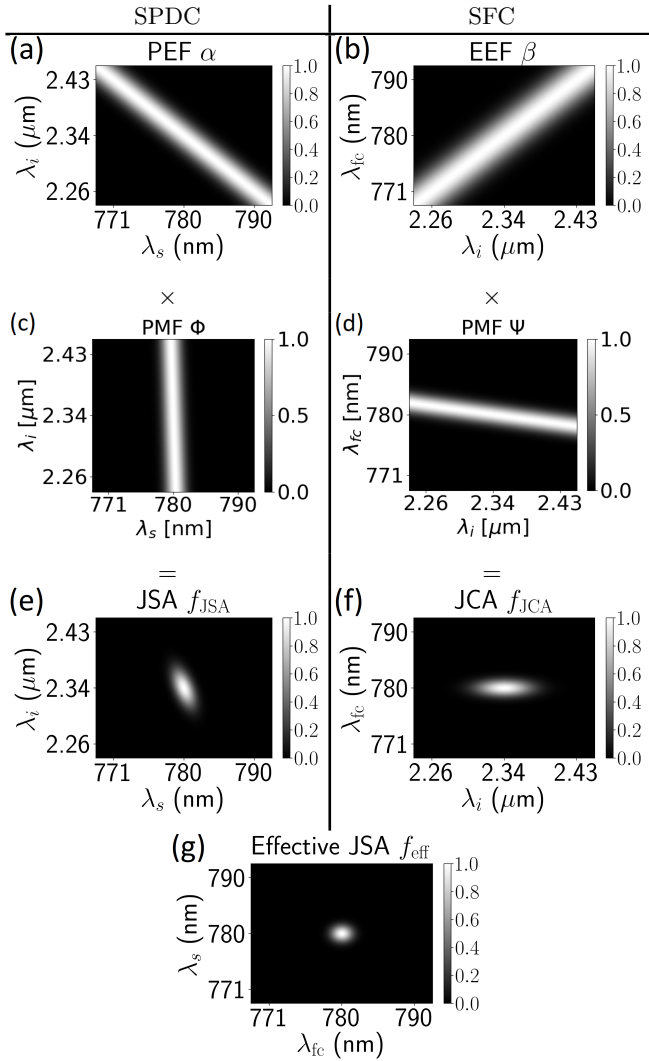 SPDC SFC
(a) PEF α
λi (μm)
2.43
2.34
2.26
771 780 790
λs (nm)
1.0
0.8
0.6
0.4
0.2
0.0
(b) EEF β
λfc (nm)
790
780
771
2.26 2.34 2.43
λi (μm)
1.0
0.8
0.6
0.4
0.2
0.0
× ×
(c) PMF Φ
λi [μm]
2.43
2.34
2.26
771 780 790
λs [nm]
1.0
0.5
0.0
(d) PMF Ψ
λfc [nm]
790
780
771
2.26 2.34 2.43
λi [μm]
1.0
0.5
0.0
= =
(e) JSA fJSA
λi (μm)
2.43
2.34
2.26
771 780 790
λs (nm)
1.0
0.8
0.6
0.4
0.2
0.0
(f) JCA fJCA
λfc (nm)
790
780
771
2.26 2.34 2.43
λi (μm)
1.0
0.8
0.6
0.4
0.2
0.0
(g) Effective JSA feff
λs (nm)
790
780
771
771 780 790
λfc (nm)
1.0
0.8
0.6
0.4
0.2
0.0